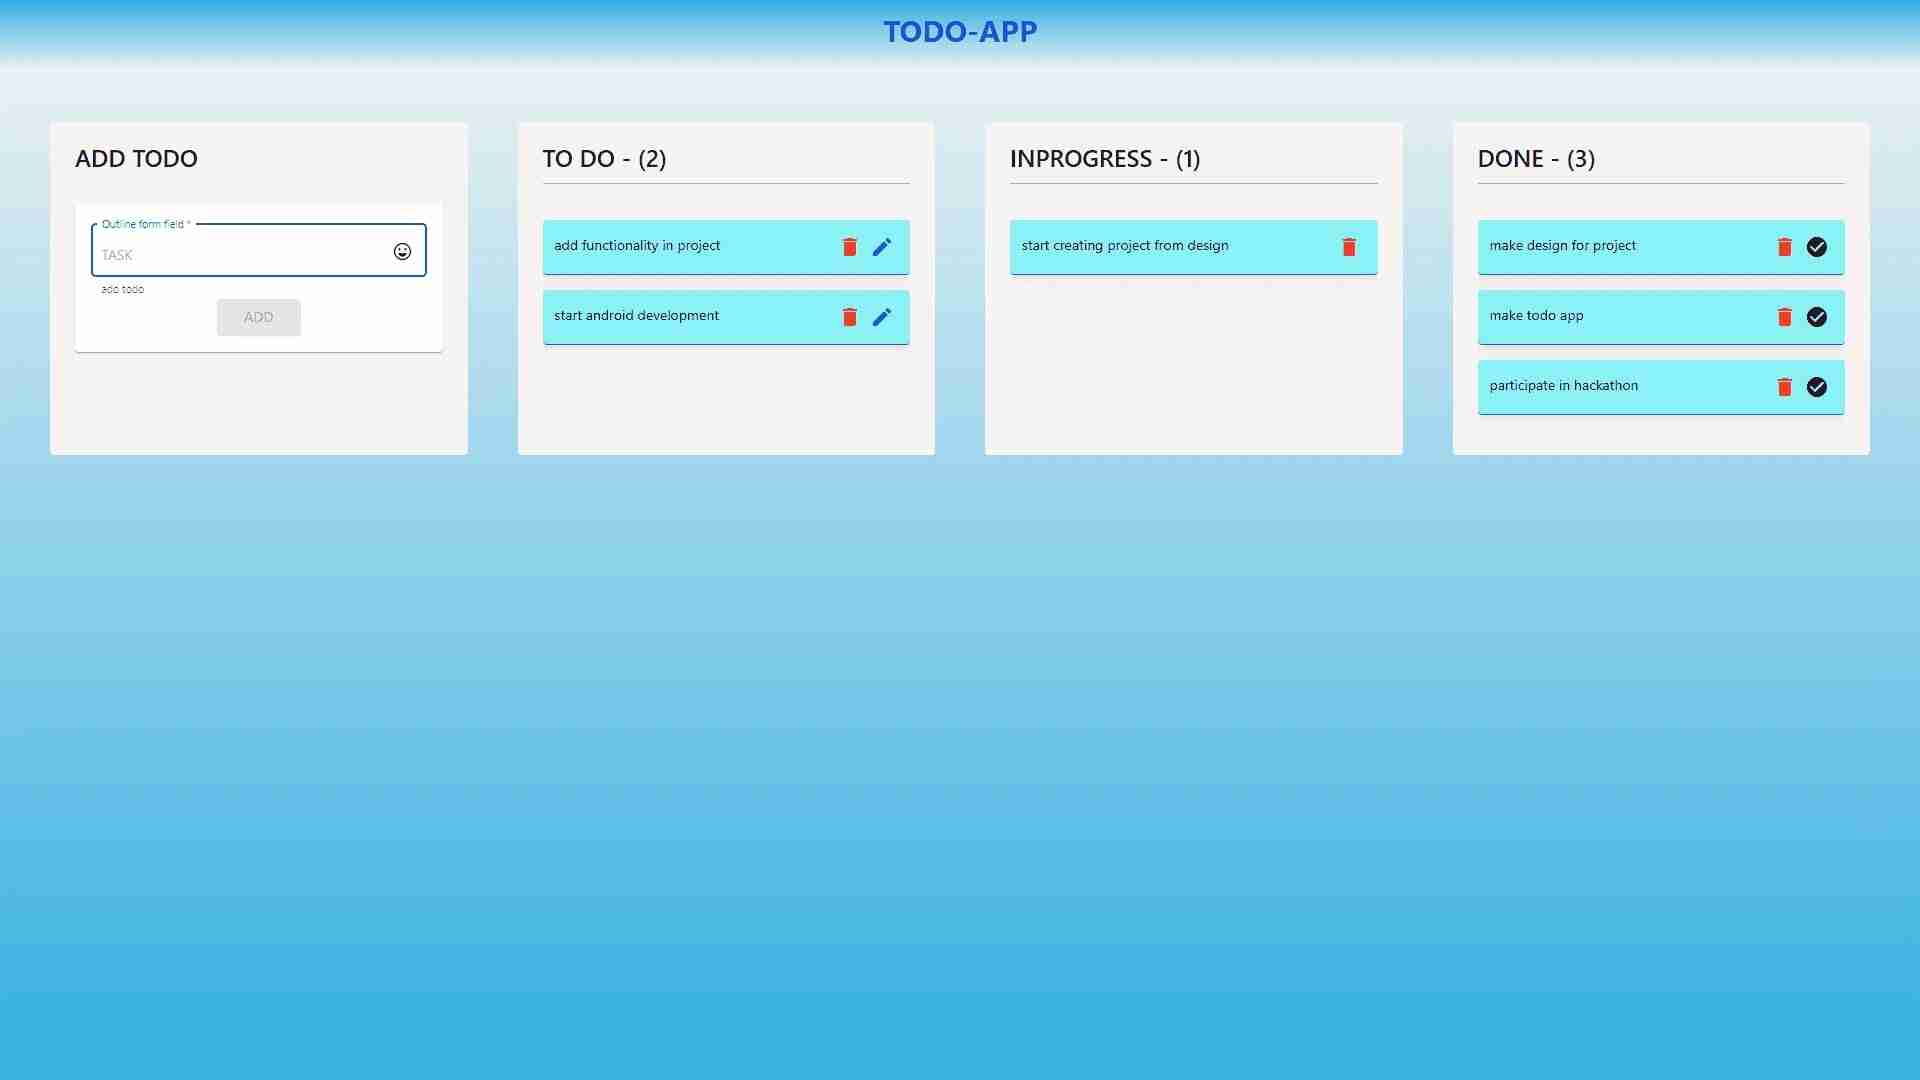 TODO-APP
ADD TODO
Outline form field *
TASK
add todo
ADD
TO DO - (2)
add functionality in project
start android development
INPROGRESS - (1)
start creating project from design
DONE - (3)
make design for project
make todo app
participate in hackathon